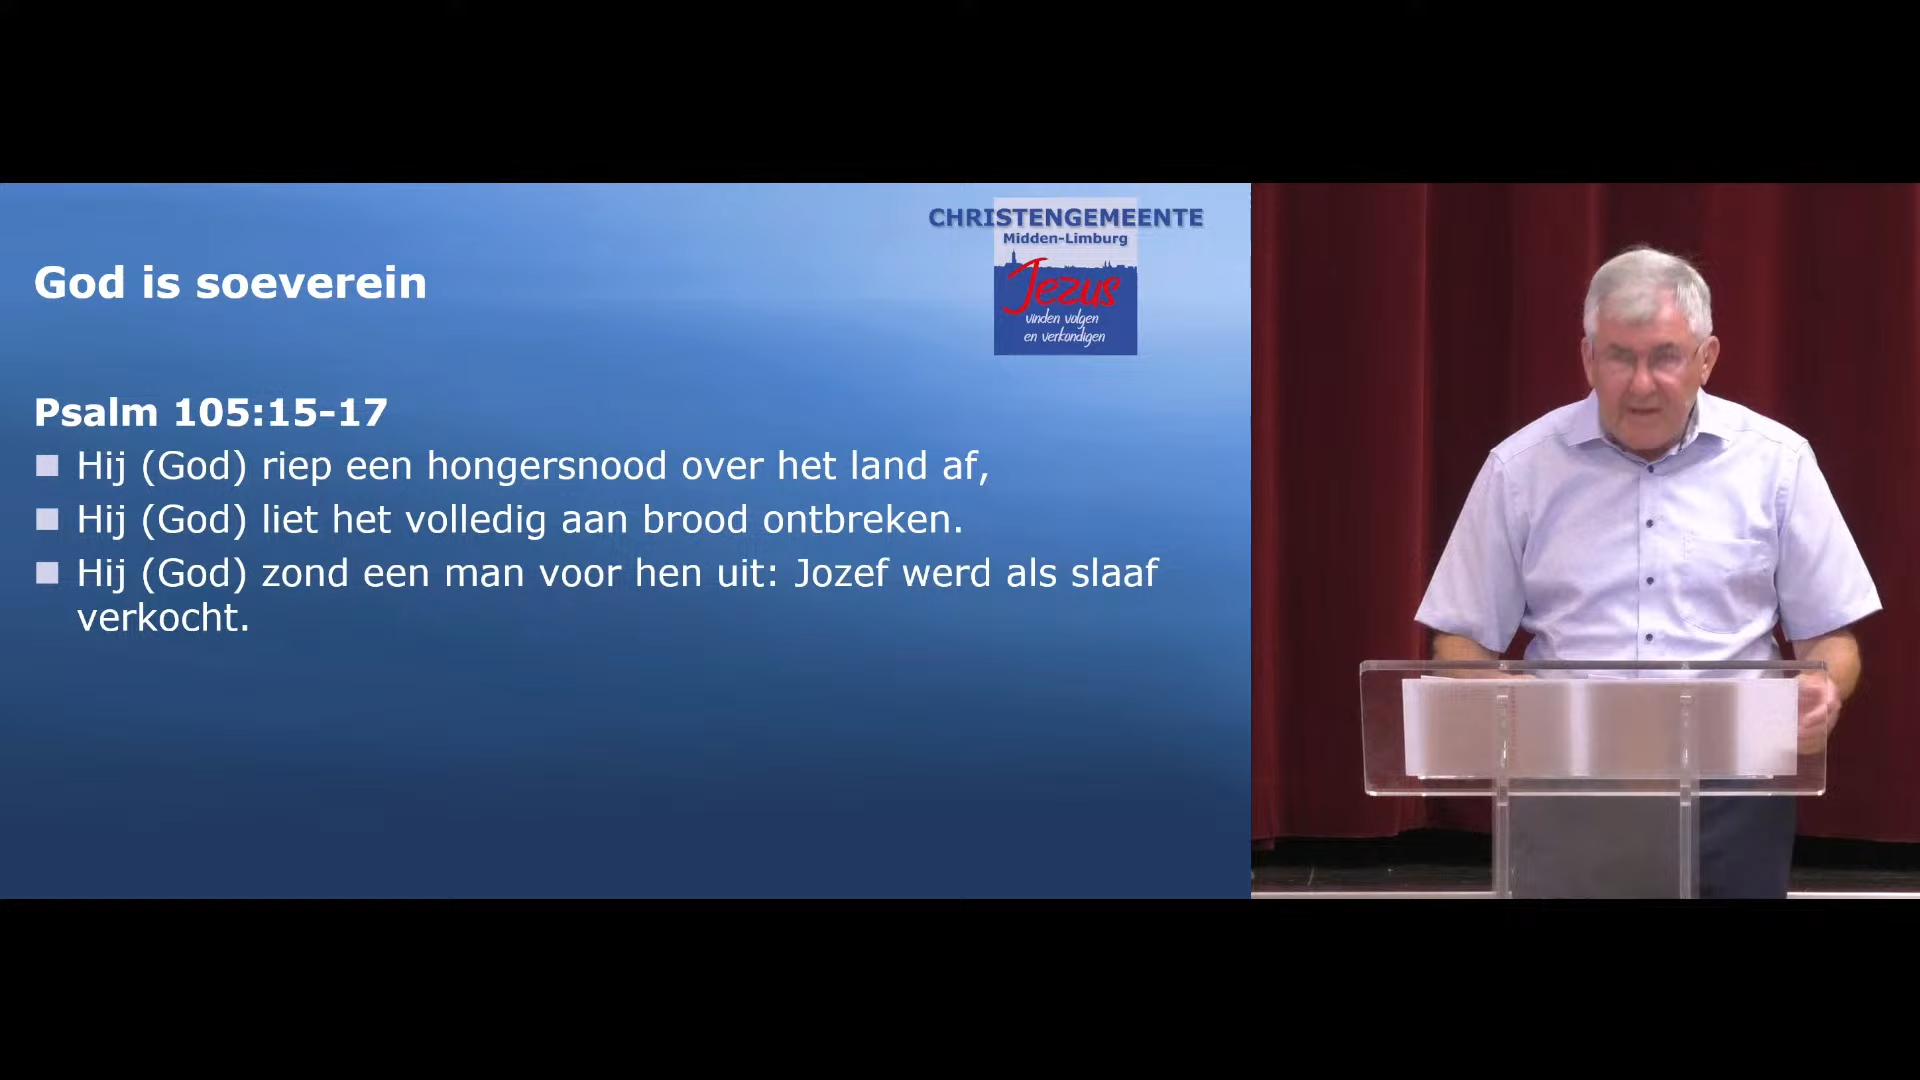 CHRISTENGEMEENTE
Midden-Limburg
Jezus
vinden volgen
en verkondigen
God is soeverein
Psalm 105:15-17
Hij (God) riep een hongersnood over het land af,
Hij (God) liet het volledig aan brood ontbreken.
Hij (God) zond een man voor hen uit: Jozef werd als slaaf
verkocht.